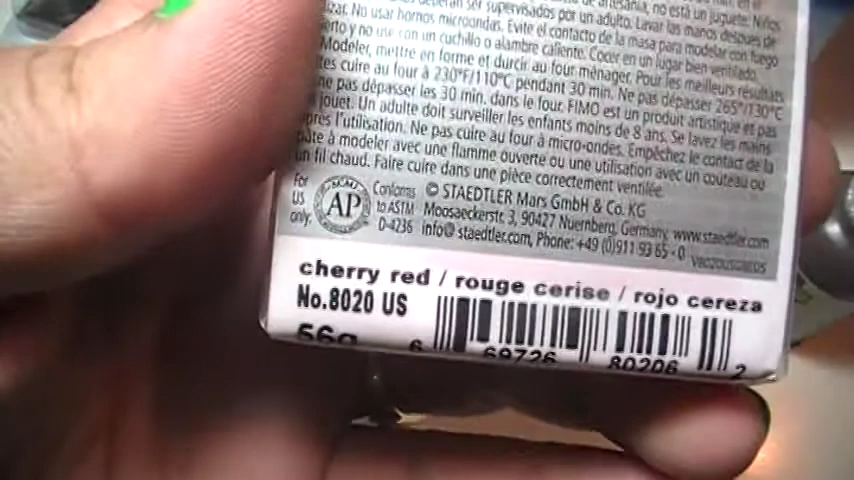 artesanía, no está un juguete. Niños
deberán ser supervisados por un adulto. Lavar las manos después de
No usar hornos microondas. Evite el contacto de la masa para modelar con fuego
y no use con un cuchillo o alambre caliente. Cocer en un lugar bien ventilado.
Modeler, mettre en forme et durcir au four ménager. Pour les meilleurs résultats
cuire au four à 230°F/110°C pendant 30 min. Ne pas dépasser 265°/130°C
ne pas dépasser les 30 min. dans le four. FIMO est un produit artistique et pas
jouet. Un adulte doit surveiller les enfants moins de 8 ans. Se lavez les mains
après l'utilisation. Ne pas cuire au four à micro-ondes. Empêchez le contact de la
pâte à modeler avec une flamme ouverte ou une utilisation avec un couteau ou
un fil chaud. Faire cuire dans une pièce correctement ventilée.
For US only.
AP
Conforms to ASTM D-4236
© STAEDTLER Mars GmbH & Co. KG
Moosaeckerstr. 3, 90427 Nuernberg, Germany, www.staedtler.com
info@staedtler.com, Phone: +49 (0)911 93 65 - 0
cherry red / rouge cerise / rojo cereza
No.8020 US
56g
6 69726 80206 2